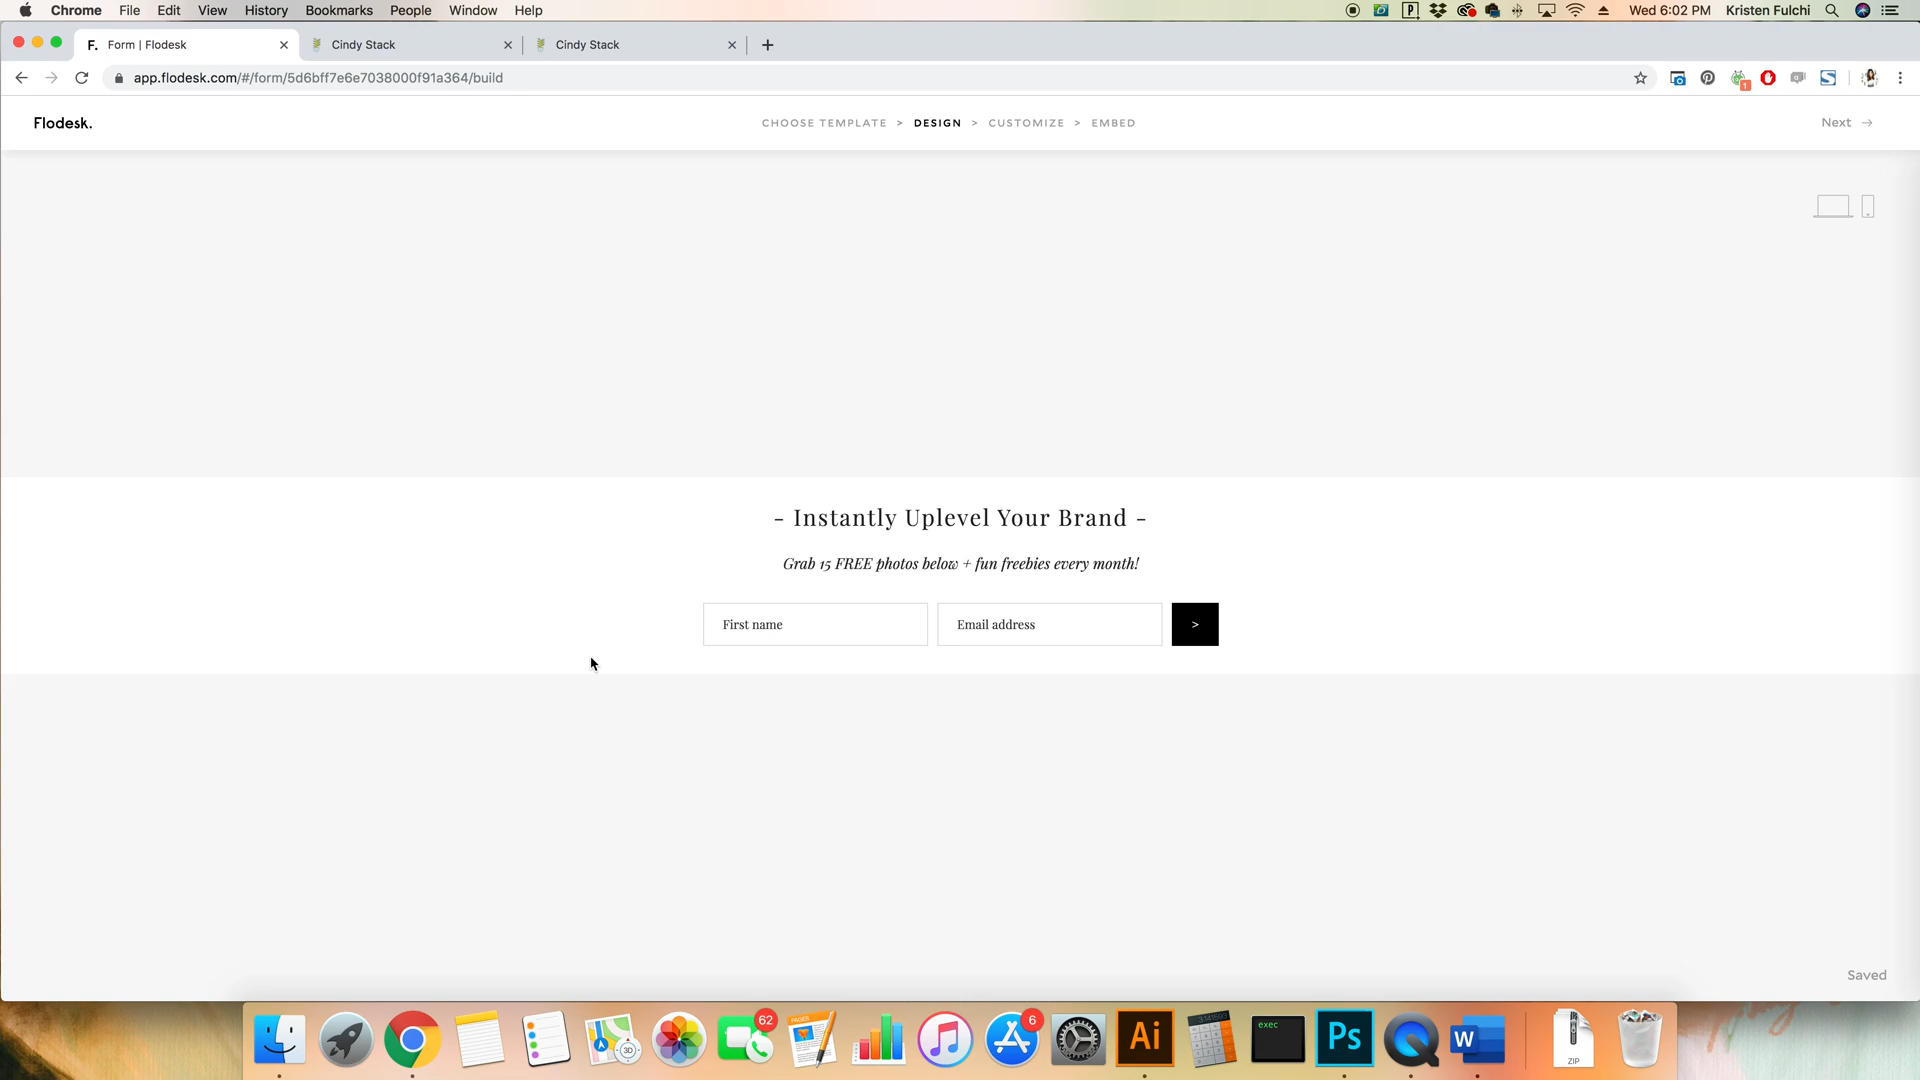 Chrome File Edit View History Bookmarks People Window Help Wed 6:02 PM Kristen Fulchi
F. Form | Flodesk Cindy Stack Cindy Stack
app.flodesk.com/#/form/5d6bff7e6e7038000f91a364/build
1
Flodesk. CHOOSE TEMPLATE > DESIGN > CUSTOMIZE > EMBED Next →
- Instantly Uplevel Your Brand -
Grab 15 FREE photos below + fun freebies every month!
First name Email address >
Saved
62 6
PAGES
3D
exec
Ai Ps W
ZIP